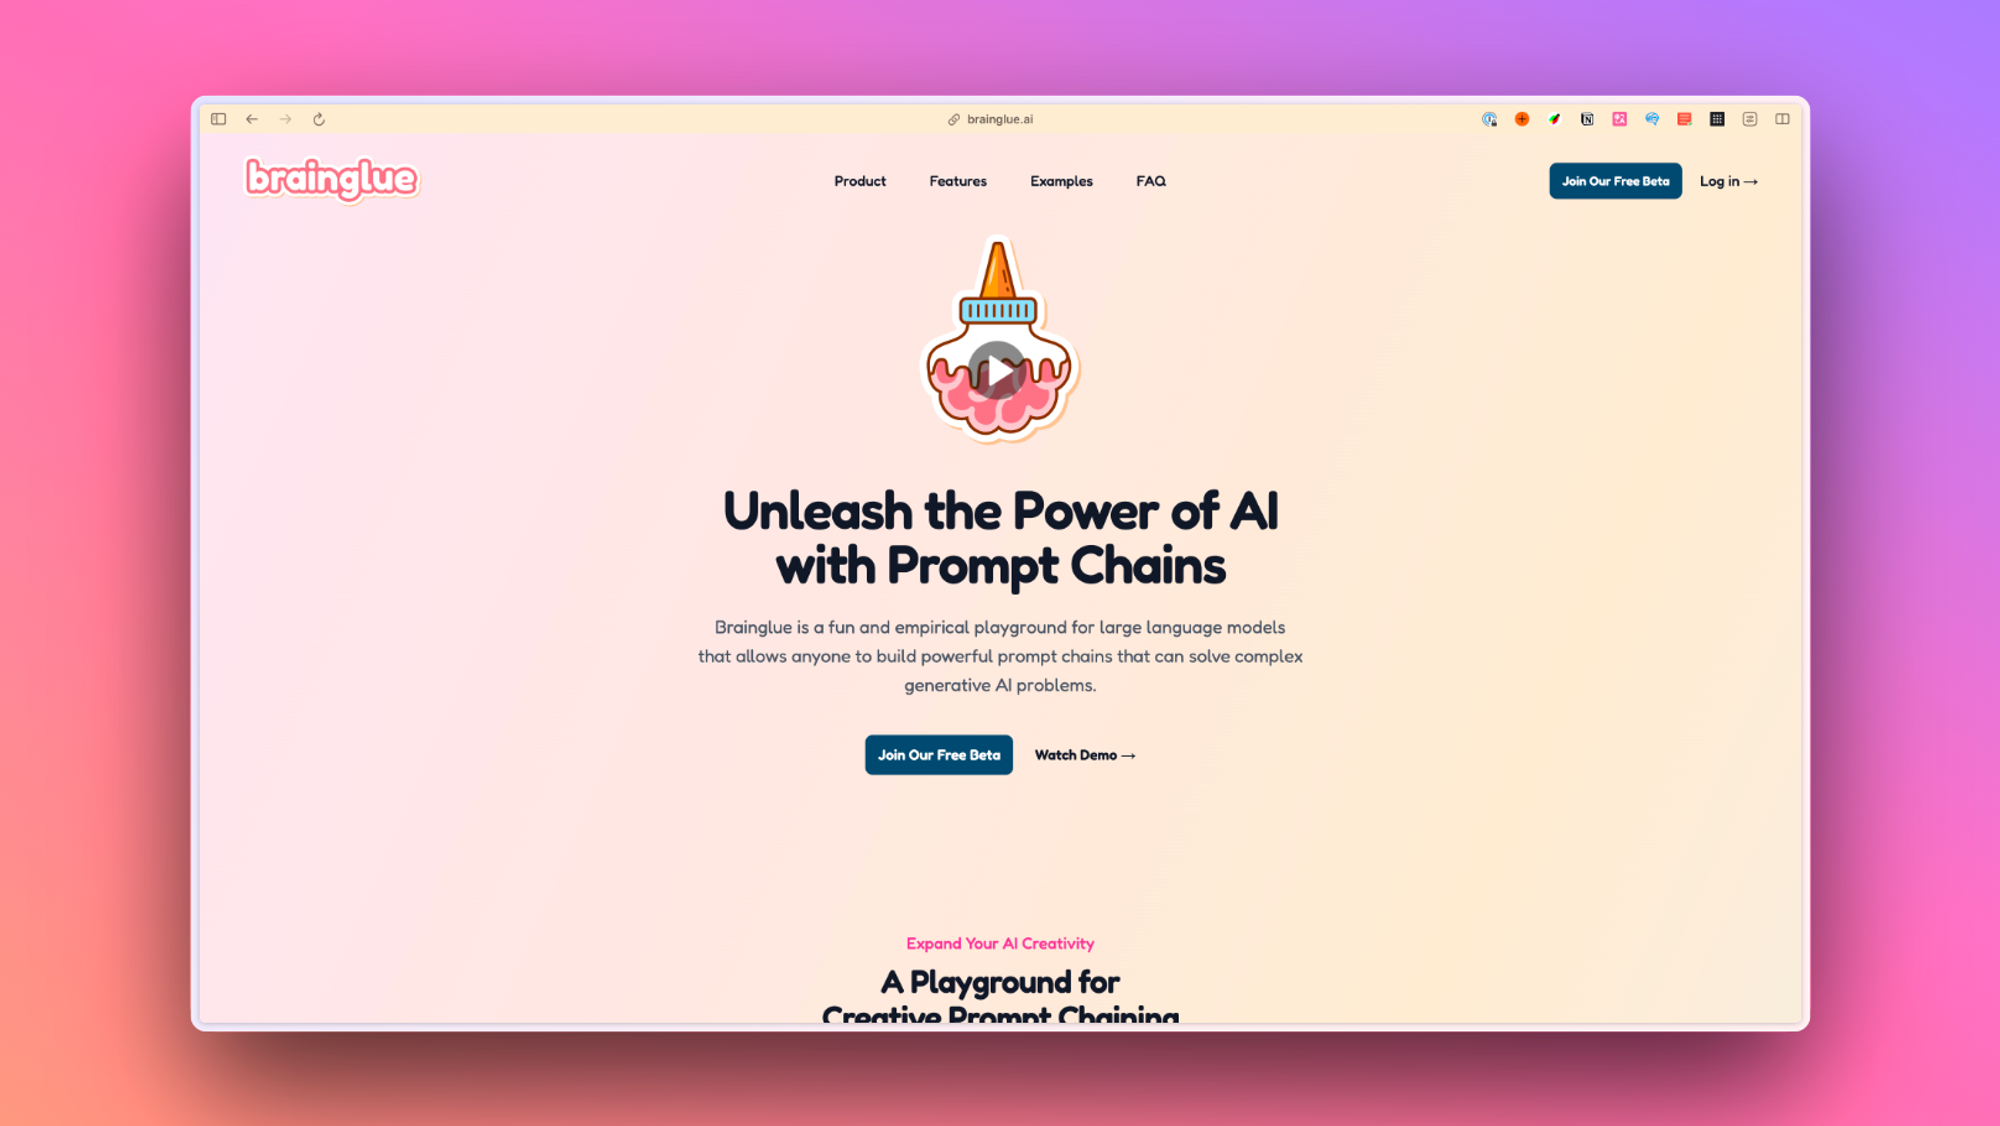 brainglue.ai
brainglue
Product
Features
Examples
FAQ
Join Our Free Beta
Log in →
Unleash the Power of AI
with Prompt Chains
Brainglue is a fun and empirical playground for large language models
that allows anyone to build powerful prompt chains that can solve complex
generative AI problems.
Join Our Free Beta
Watch Demo →
Expand Your AI Creativity
A Playground for
Creative Prompt Chaining